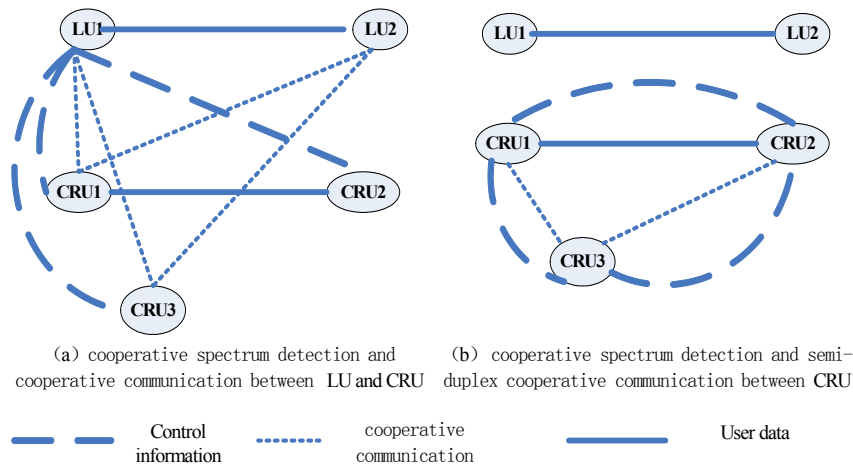 LU1
LU2
CRU1
CRU2
CRU3
(a) cooperative spectrum detection and
cooperative communication between LU and CRU
LU1
LU2
CRU1
CRU2
CRU3
(b) cooperative spectrum detection and semi-
duplex cooperative communication between CRU
Control
information
cooperative
communication
User data